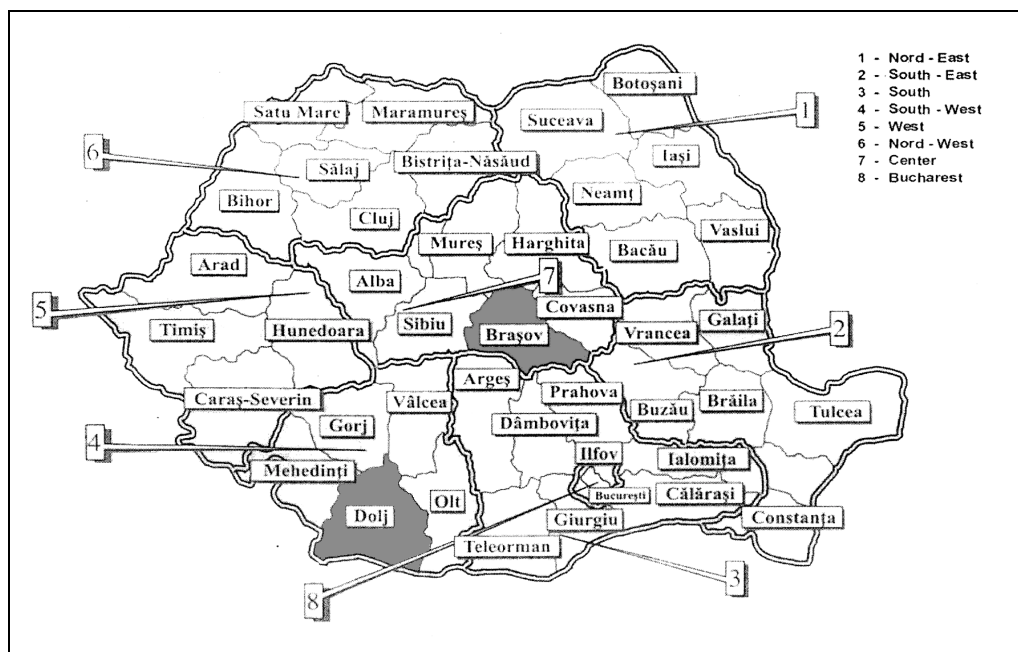 1 - Nord - East
2 - South - East
3 - South
4 - South - West
5 - West
6 - Nord - West
7 - Center
8 - Bucharest
Botoşani
Satu Mare
Maramureş
Suceava
1
6
Sălaj
Bistriţa-Năsăud
Iaşi
Bihor
Cluj
Neamţ
Vaslui
Mureş
Harghita
Bacău
Arad
Alba
7
5
Timiş
Hunedoara
Sibiu
Covasna
Braşov
Vrancea
Galaţi
2
Argeş
Caraş-Severin
Vâlcea
Prahova
Buzău
Brăila
Tulcea
Gorj
Dâmboviţa
4
Mehedinţi
Ilfov
Ialomiţa
Olt
Bucureşti
Călăraşi
Dolj
Giurgiu
Constanţa
Teleorman
8
3